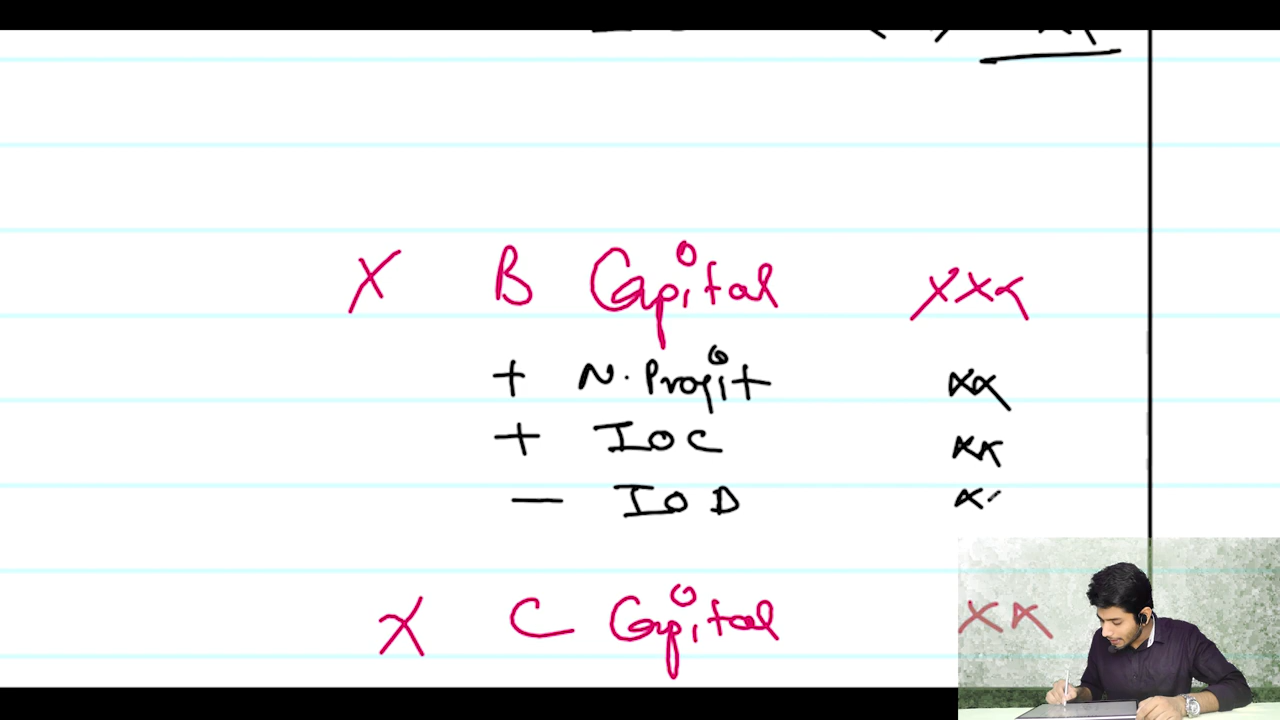 X B Capital XXX
+ N. Profit XX
+ IOC XX
- IOD X
X C Capital XX